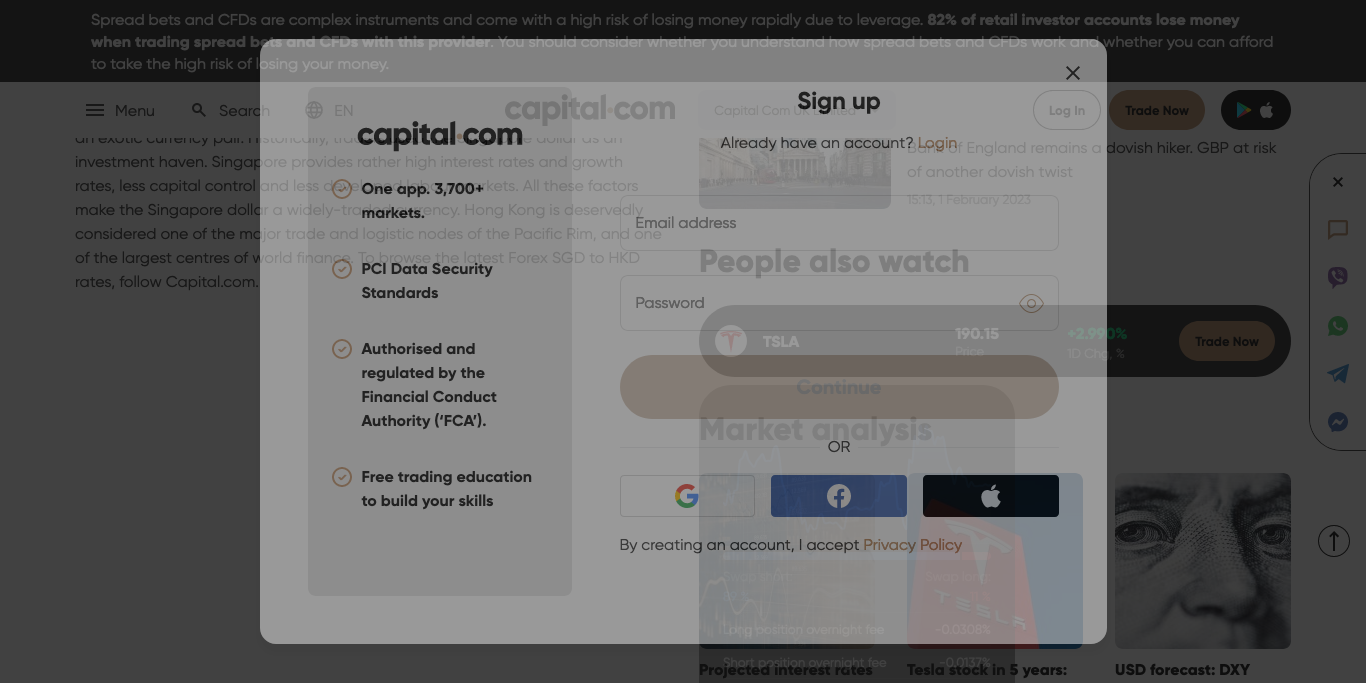 Spread bets and CFDs are complex instruments and come with a high risk of losing money rapidly due to leverage. 82% of retail investor accounts lose money
when trading spread bets and CFDs with this provider. You should consider whether you understand how spread bets and CFDs work and whether you can afford
to take the high risk of losing your money.
Menu
Search
EN
capital.com
Capital Com UK Limited
Log In
Trade Now
an exotic currency pair. Historically,
investment haven. Singapore provides rather high interest rates and growth
rates, less capital control and less developed labour markets. All these factors
make the Singapore dollar a widely-traded currency. Hong Kong is deservedly
considered one of the major trade and logistic nodes of the Pacific Rim, and one
of the largest centres of world finance. To browse the latest Forex SGD to HKD
rates, follow Capital.com.
capital.com
One app. 3,700+
markets.
PCI Data Security
Standards
Authorised and
regulated by the
Financial Conduct
Authority (‘FCA’).
Free trading education
to build your skills
Sign up
Already have an account? Login
Email address
Password
Continue
OR
By creating an account, I accept Privacy Policy
Bank of England remains a dovish hiker. GBP at risk
of another dovish twist
15:13, 1 February 2023
People also watch
TSLA
190.15
Price
+2.990%
1D Chg, %
Trade Now
Market analysis
TESLA
Long position overnight fee
-0.0308%
Short position overnight fee
-0.0137%
Projected interest rates
Tesla stock in 5 years:
USD forecast: DXY